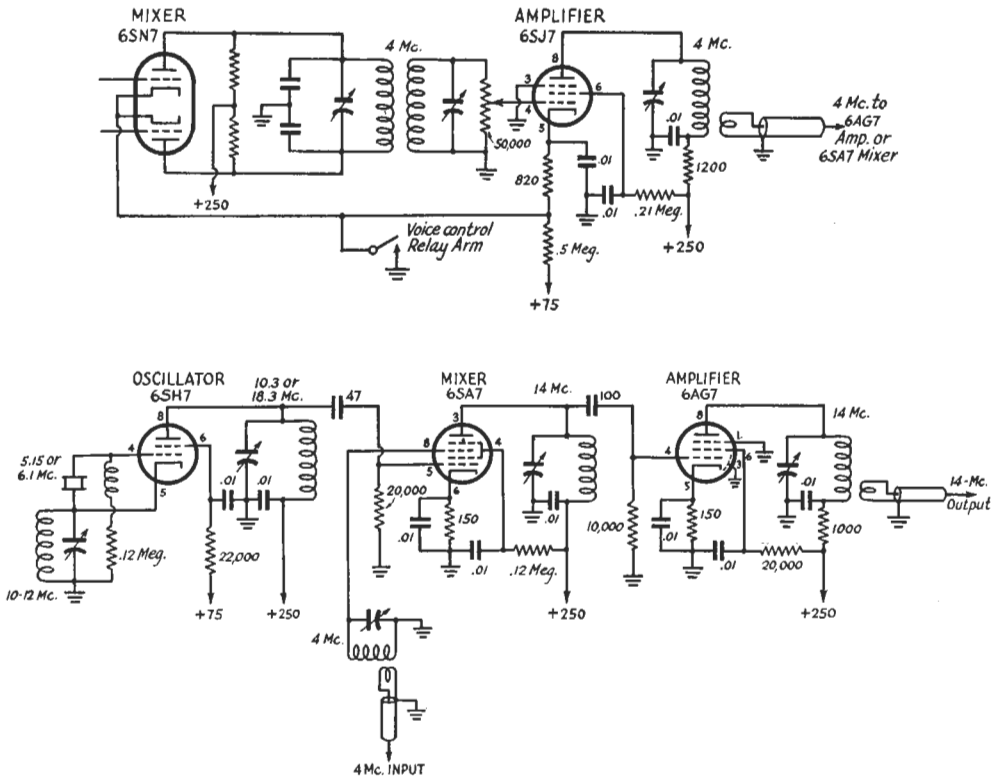 MIXER
6SN7
AMPLIFIER
6SJ7
4 Mc.
4 Mc.
8
3
6
4
5
50,000
.01
820
.01
.01
.21 Meg.
1200
4 Mc. to
6AG7
Amp. or
6SA7 Mixer
+250
+250
Voice control
Relay Arm
.5 Meg.
+75
OSCILLATOR
6SH7
10.3 or
18.3 Mc.
47
MIXER
6SA7
14 Mc.
100
AMPLIFIER
6AG7
14 Mc.
8
6
4
5
5.15 or
6.1 Mc.
.01
.01
.12 Meg.
22,000
10-12 Mc.
+75
+250
3
8
4
5
6
20,000
150
.01
.01
.01
.12 Meg.
+250
8
1
4
6
3
5
10,000
150
.01
.01
.01
20,000
1000
+250
14-Mc.
Output
4 Mc.
4 Mc. INPUT